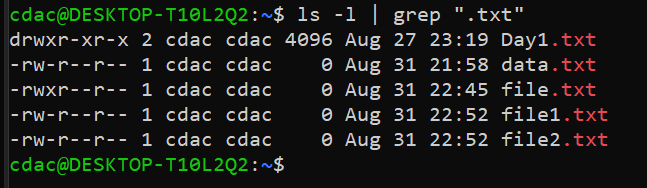 cdac@DESKTOP-T10L2Q2:~$ ls -l | grep ".txt"
drwxr-xr-x 2 cdac cdac 4096 Aug 27 23:19 Day1.txt
-rw-r--r-- 1 cdac cdac    0 Aug 31 21:58 data.txt
-rwxr--r-- 1 cdac cdac    0 Aug 31 22:45 file.txt
-rw-r--r-- 1 cdac cdac    0 Aug 31 22:52 file1.txt
-rw-r--r-- 1 cdac cdac    0 Aug 31 22:52 file2.txt
cdac@DESKTOP-T10L2Q2:~$